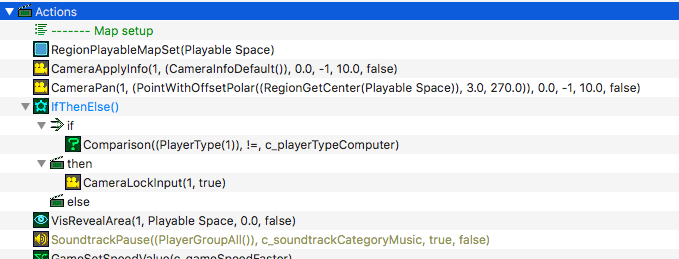 Actions
------- Map setup
RegionPlayableMapSet(Playable Space)
CameraApplyInfo(1, (CameraInfoDefault()), 0.0, -1, 10.0, false)
CameraPan(1, (PointWithOffsetPolar((RegionGetCenter(Playable Space)), 3.0, 270.0)), 0.0, -1, 10.0, false)
IfThenElse()
if
Comparison((PlayerType(1)), !=, c_playerTypeComputer)
then
CameraLockInput(1, true)
else
VisRevealArea(1, Playable Space, 0.0, false)
SoundtrackPause((PlayerGroupAll()), c_soundtrackCategoryMusic, true, false)
GameSetSpeedValue(c_gameSpeedFaster)